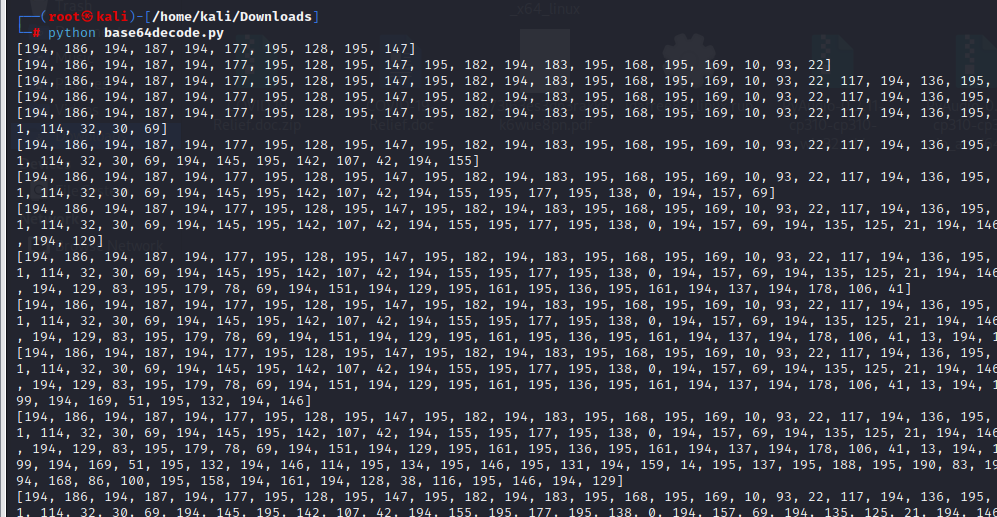 ┌──(root㉿kali)-[/home/kali/Downloads]
└─# python base64decode.py
[194, 186, 194, 187, 194, 177, 195, 128, 195, 147]
[194, 186, 194, 187, 194, 177, 195, 128, 195, 147, 195, 182, 194, 183, 195, 168, 195, 169, 10, 93, 22]
[194, 186, 194, 187, 194, 177, 195, 128, 195, 147, 195, 182, 194, 183, 195, 168, 195, 169, 10, 93, 22, 117, 194, 136, 195,
[194, 186, 194, 187, 194, 177, 195, 128, 195, 147, 195, 182, 194, 183, 195, 168, 195, 169, 10, 93, 22, 117, 194, 136, 195,
[194, 186, 194, 187, 194, 177, 195, 128, 195, 147, 195, 182, 194, 183, 195, 168, 195, 169, 10, 93, 22, 117, 194, 136, 195,
1, 114, 32, 30, 69]
[194, 186, 194, 187, 194, 177, 195, 128, 195, 147, 195, 182, 194, 183, 195, 168, 195, 169, 10, 93, 22, 117, 194, 136, 195,
1, 114, 32, 30, 69, 194, 145, 195, 142, 107, 42, 194, 155]
[194, 186, 194, 187, 194, 177, 195, 128, 195, 147, 195, 182, 194, 183, 195, 168, 195, 169, 10, 93, 22, 117, 194, 136, 195,
1, 114, 32, 30, 69, 194, 145, 195, 142, 107, 42, 194, 155, 195, 177, 195, 138, 0, 194, 157, 69]
[194, 186, 194, 187, 194, 177, 195, 128, 195, 147, 195, 182, 194, 183, 195, 168, 195, 169, 10, 93, 22, 117, 194, 136, 195,
1, 114, 32, 30, 69, 194, 145, 195, 142, 107, 42, 194, 155, 195, 177, 195, 138, 0, 194, 157, 69, 194, 135, 125, 21, 194, 146
, 194, 129]
[194, 186, 194, 187, 194, 177, 195, 128, 195, 147, 195, 182, 194, 183, 195, 168, 195, 169, 10, 93, 22, 117, 194, 136, 195,
1, 114, 32, 30, 69, 194, 145, 195, 142, 107, 42, 194, 155, 195, 177, 195, 138, 0, 194, 157, 69, 194, 135, 125, 21, 194, 146
, 194, 129, 83, 195, 179, 78, 69, 194, 151, 194, 129, 195, 161, 195, 136, 195, 161, 194, 137, 194, 178, 106, 41]
[194, 186, 194, 187, 194, 177, 195, 128, 195, 147, 195, 182, 194, 183, 195, 168, 195, 169, 10, 93, 22, 117, 194, 136, 195,
1, 114, 32, 30, 69, 194, 145, 195, 142, 107, 42, 194, 155, 195, 177, 195, 138, 0, 194, 157, 69, 194, 135, 125, 21, 194, 146
, 194, 129, 83, 195, 179, 78, 69, 194, 151, 194, 129, 195, 161, 195, 136, 195, 161, 194, 137, 194, 178, 106, 41, 13, 194, 1
[194, 186, 194, 187, 194, 177, 195, 128, 195, 147, 195, 182, 194, 183, 195, 168, 195, 169, 10, 93, 22, 117, 194, 136, 195,
1, 114, 32, 30, 69, 194, 145, 195, 142, 107, 42, 194, 155, 195, 177, 195, 138, 0, 194, 157, 69, 194, 135, 125, 21, 194, 146
, 194, 129, 83, 195, 179, 78, 69, 194, 151, 194, 129, 195, 161, 195, 136, 195, 161, 194, 137, 194, 178, 106, 41, 13, 194, 1
99, 194, 169, 51, 195, 132, 194, 146]
[194, 186, 194, 187, 194, 177, 195, 128, 195, 147, 195, 182, 194, 183, 195, 168, 195, 169, 10, 93, 22, 117, 194, 136, 195,
1, 114, 32, 30, 69, 194, 145, 195, 142, 107, 42, 194, 155, 195, 177, 195, 138, 0, 194, 157, 69, 194, 135, 125, 21, 194, 146
, 194, 129, 83, 195, 179, 78, 69, 194, 151, 194, 129, 195, 161, 195, 136, 195, 161, 194, 137, 194, 178, 106, 41, 13, 194, 1
99, 194, 169, 51, 195, 132, 194, 146, 114, 195, 134, 195, 146, 195, 131, 194, 159, 14, 195, 137, 195, 188, 195, 190, 83, 19
94, 168, 86, 100, 195, 158, 194, 161, 194, 128, 38, 116, 195, 146, 194, 129]
[194, 186, 194, 187, 194, 177, 195, 128, 195, 147, 195, 182, 194, 183, 195, 168, 195, 169, 10, 93, 22, 117, 194, 136, 195,
1, 114, 32, 30, 69, 194, 145, 195, 142, 107, 42, 194, 155, 195, 177, 195, 138, 0, 194, 157, 69, 194, 135, 125, 21, 194, 146